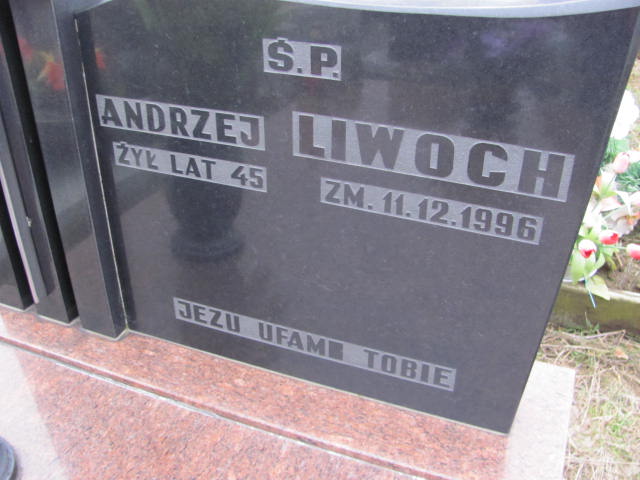 Ś.P.
ANDRZEJ LIWOCH
ŻYŁ LAT 45 ZM. 11.12.1996
JEZU UFAM TOBIE